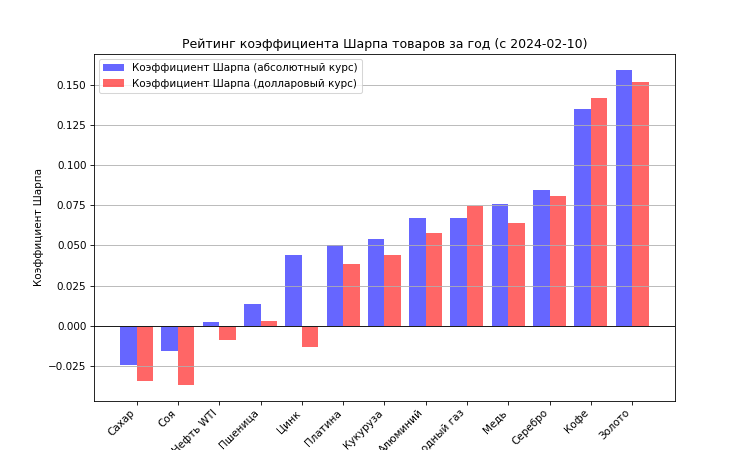 Рейтинг коэффициента Шарпа товаров за год (с 2024-02-10)
Коэффициент Шарпа (абсолютный курс)
Коэффициент Шарпа (долларовый курс)
Коэффициент Шарпа
0.150
0.125
0.100
0.075
0.050
0.025
0.000
−0.025
Сахар
Соя
Нефть WTI
Пшеница
Цинк
Платина
Кукуруза
Алюминий
газ
Медь
Серебро
Кофе
Золото